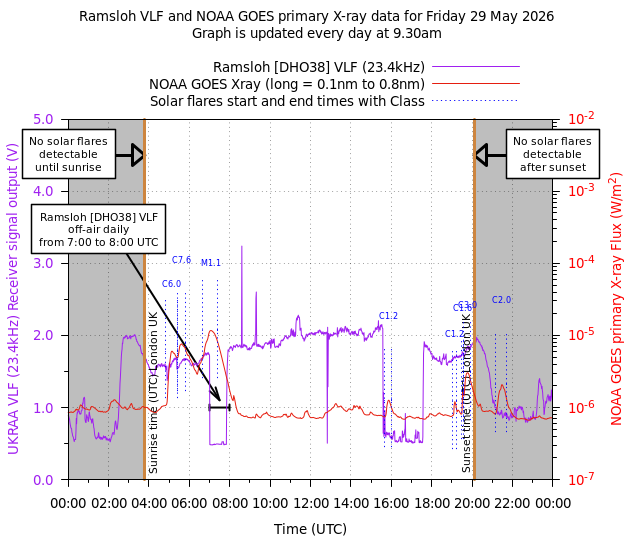 Ramsloh VLF and NOAA GOES primary X-ray data for Friday 29 May 2026
Graph is updated every day at 9.30am
Ramsloh [DHO38] VLF (23.4kHz)
NOAA GOES Xray (long = 0.1nm to 0.8nm)
Solar flares start and end times with Class
5.0
4.0
3.0
2.0
1.0
0.0
UKRAA VLF (23.4kHz) Receiver signal output (V)
No solar flares
detectable
until sunrise
Ramsloh [DHO38] VLF
off-air daily
from 7:00 to 8:00 UTC
Sunrise time (UTC) London UK
C6.0
C7.6
M1.1
C1.2
C1.2
C3.0
C2.0
Sunset time (UTC) London UK
No solar flares
detectable
after sunset
10-2
10-3
10-4
10-5
10-6
10-7
NOAA GOES primary X-ray Flux (W/m2)
00:00 02:00 04:00 06:00 08:00 10:00 12:00 14:00 16:00 18:00 20:00 22:00 00:00
Time (UTC)